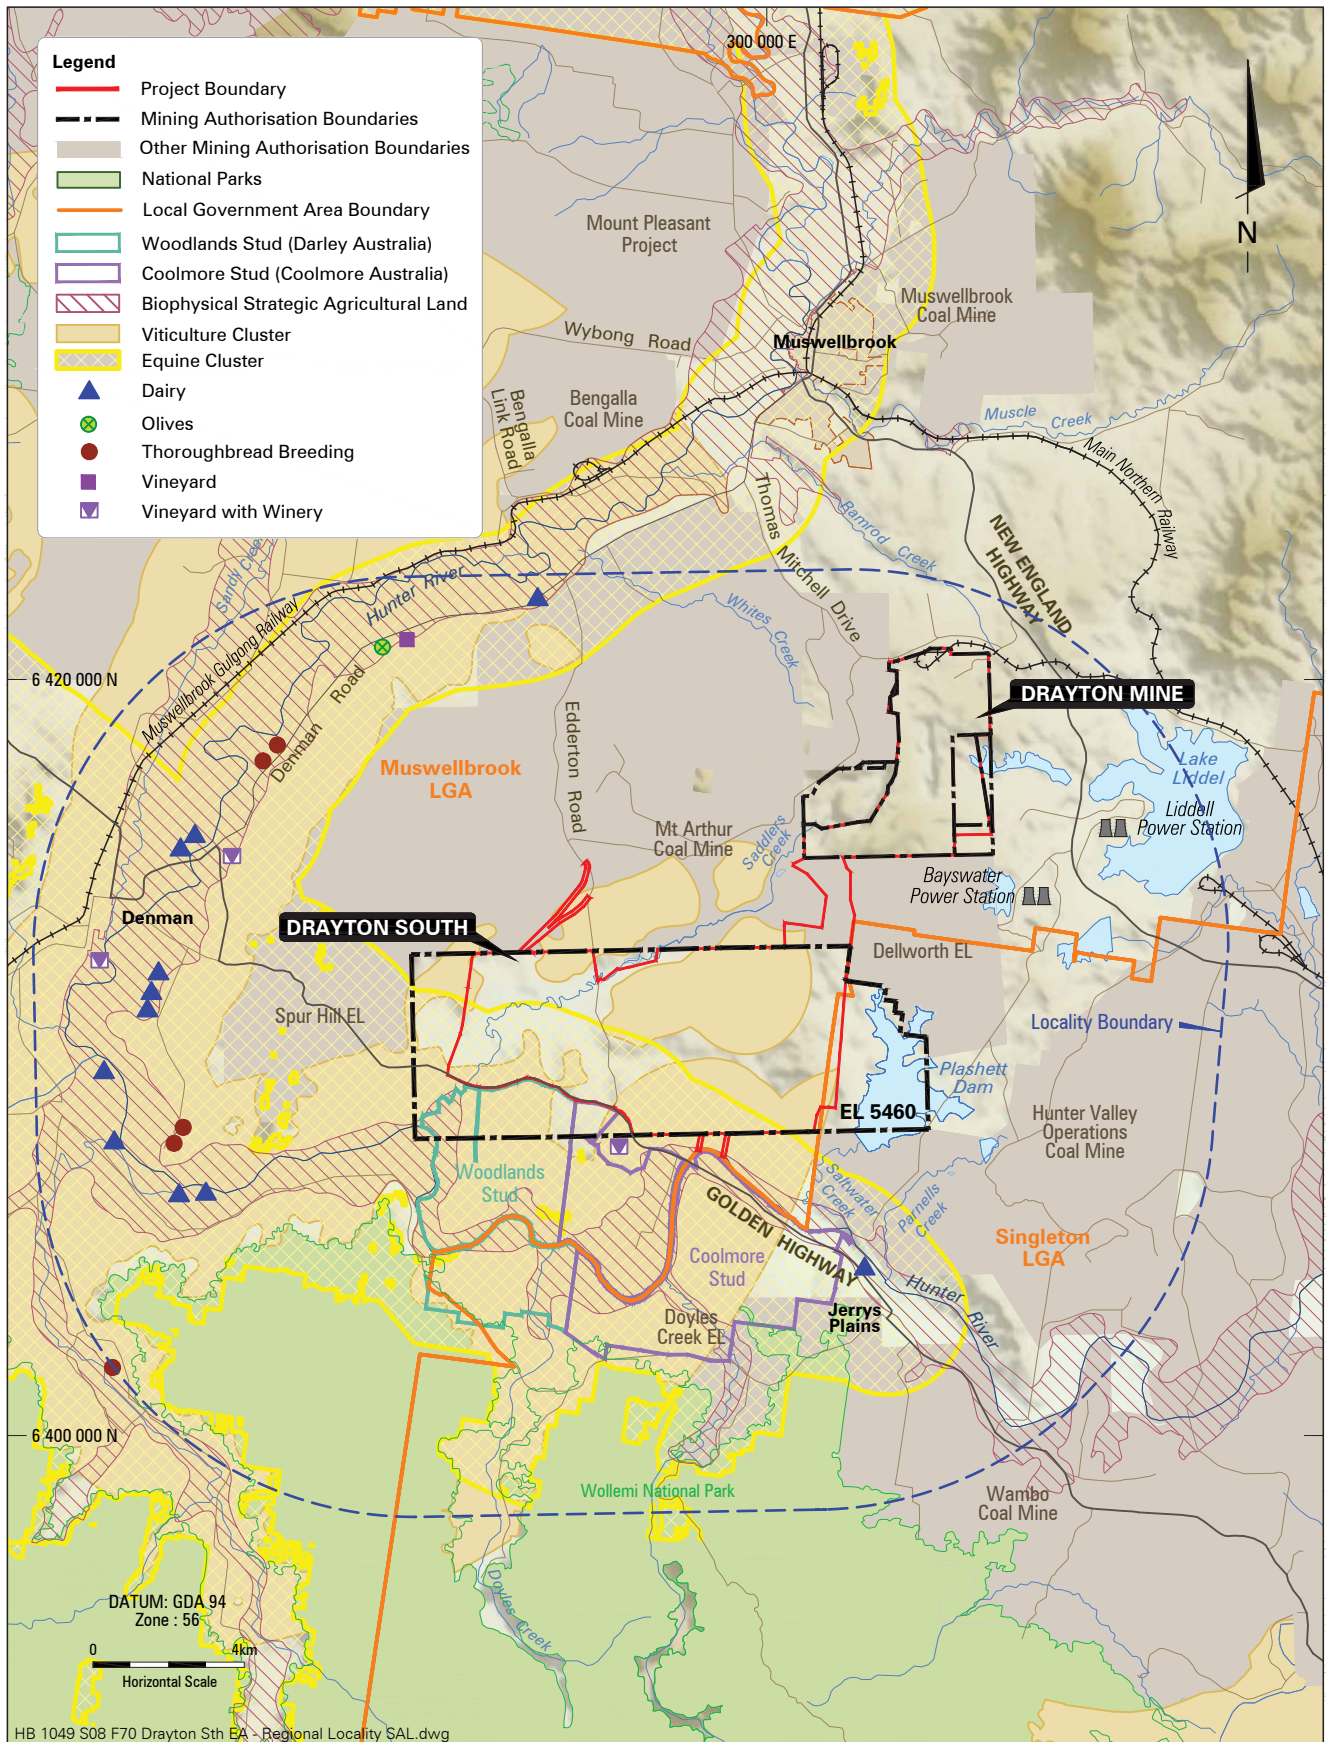 300 000 E
Legend
Project Boundary
Mining Authorisation Boundaries
Other Mining Authorisation Boundaries
National Parks
Local Government Area Boundary
Woodlands Stud (Darley Australia)
Coolmore Stud (Coolmore Australia)
Biophysical Strategic Agricultural Land
Viticulture Cluster
Equine Cluster
Dairy
Olives
Thoroughbread Breeding
Vineyard
Vineyard with Winery
N
Mount Pleasant
Project
Muswellbrook
Coal Mine
Wybong Road
Muswellbrook
Bengalla
Link Road
Bengalla
Coal Mine
Muscle Creek
Main Northern Railway
Thomas Mitchell Drive
Ramrod Creek
NEW ENGLAND
HIGHWAY
Sandy Creek
Hunter River
Whites Creek
Muswellbrook Gulgong Railway
6 420 000 N
Denman Road
Edderton Road
DRAYTON MINE
Muswellbrook
LGA
Lake
Liddel
Liddell
Power Station
Mt Arthur
Coal Mine
Saddlers
Creek
Bayswater
Power Station
Denman
DRAYTON SOUTH
Dellworth EL
Spur Hill EL
Locality Boundary
Plashett
Dam
EL 5460
Hunter Valley
Operations
Coal Mine
Woodlands
Stud
Saltwater
Creek
Parnells
Creek
GOLDEN HIGHWAY
Singleton
LGA
Coolmore
Stud
Hunter River
Doyles
Creek EL
Jerrys
Plains
6 400 000 N
Wollemi National Park
Wambo
Coal Mine
Doyles Creek
DATUM: GDA 94
Zone : 56
0 4km
Horizontal Scale
HB 1049 S08 F70 Drayton Sth EA - Regional Locality SAL.dwg